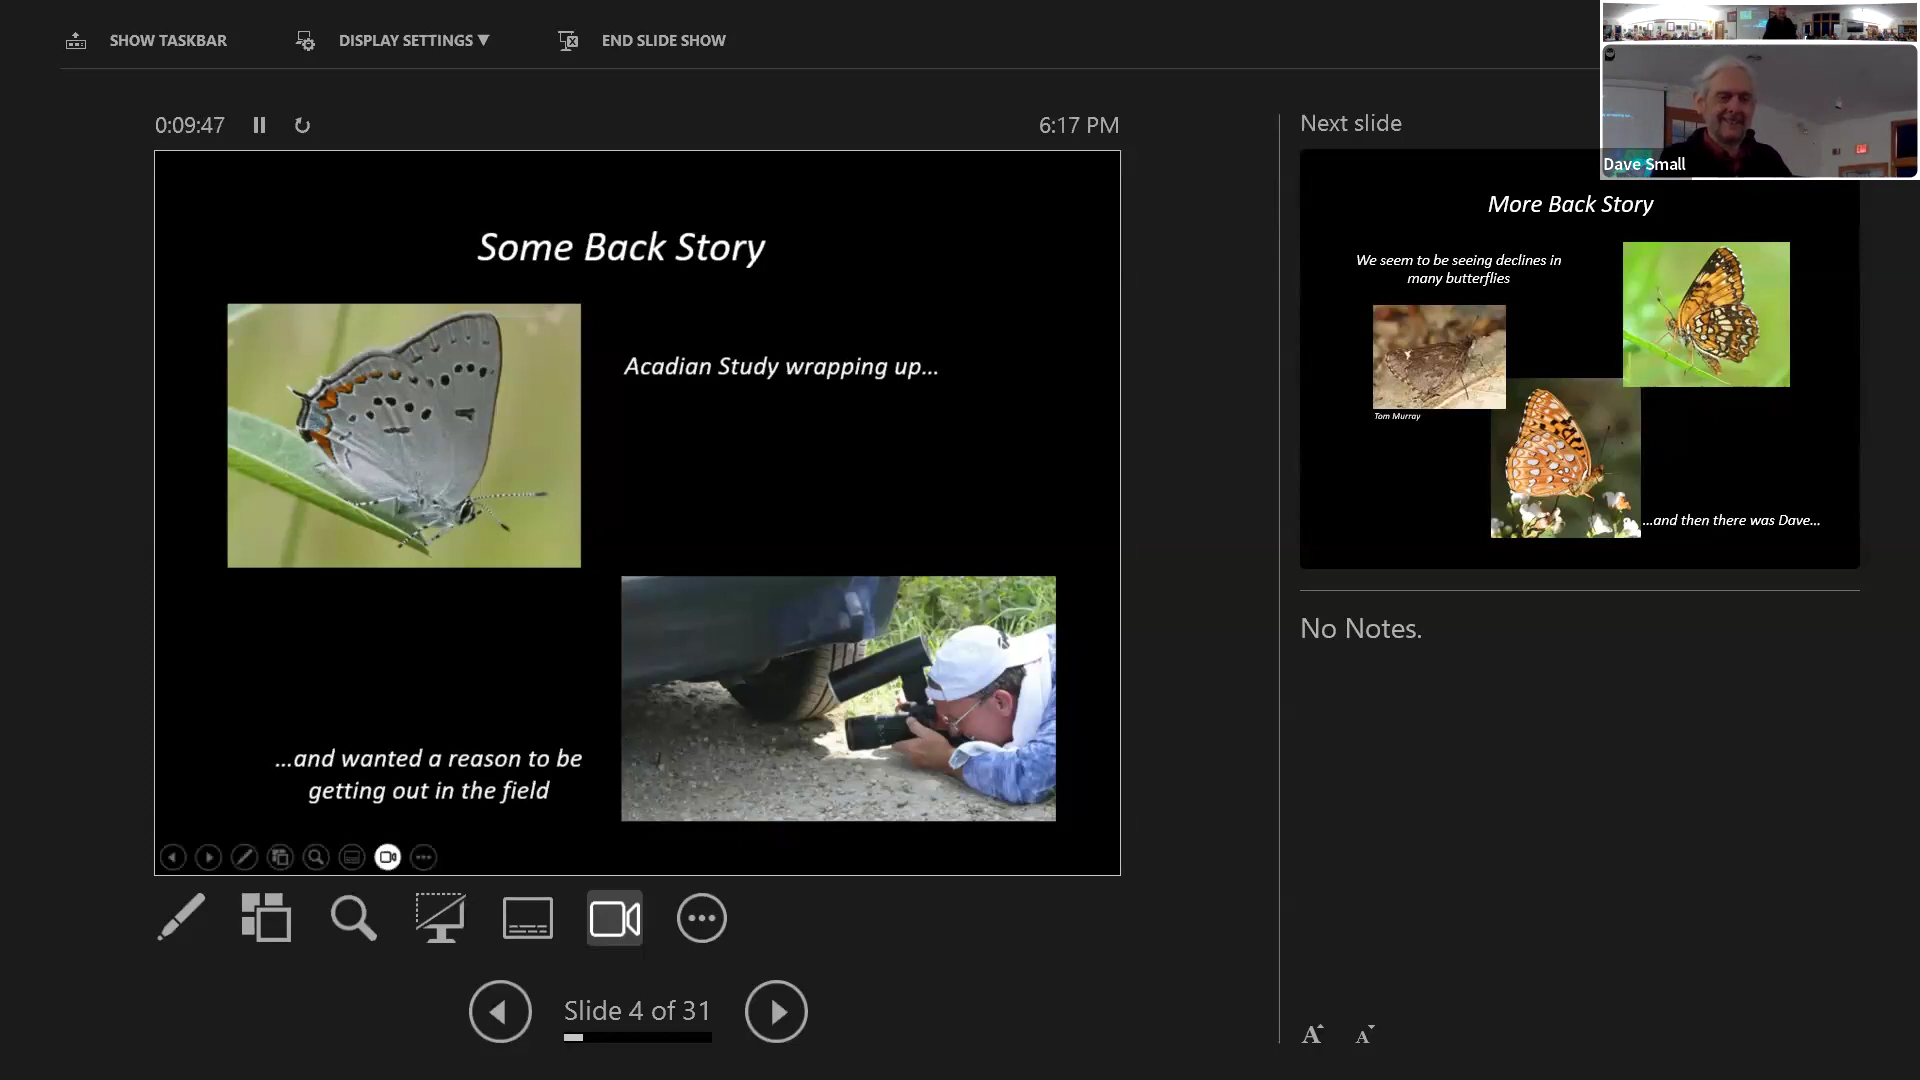 SHOW TASKBAR
DISPLAY SETTINGS ▼
END SLIDE SHOW
0:09:47
6:17 PM
Some Back Story
Acadian Study wrapping up...
...and wanted a reason to be
getting out in the field
Slide 4 of 31
Next slide
Dave Small
More Back Story
We seem to be seeing declines in
many butterflies
Tom Murray
...and then there was Dave...
No Notes.
A A